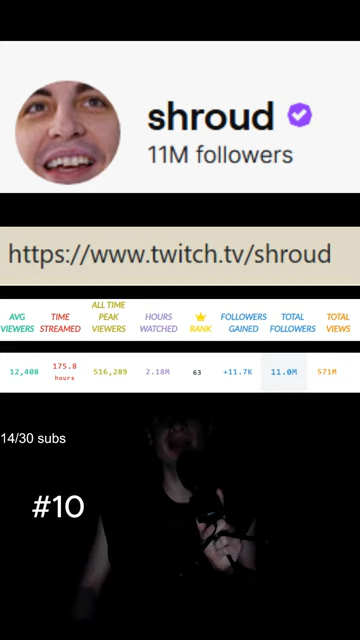 shroud
11M followers
https://www.twitch.tv/shroud
AVG VIEWERS TIME STREAMED ALL TIME PEAK VIEWERS HOURS WATCHED RANK FOLLOWERS GAINED TOTAL FOLLOWERS TOTAL VIEWS
12,408 175.8 hours 516,289 2.18M 63 +11.7K 11.0M 571M
14/30 subs
#10